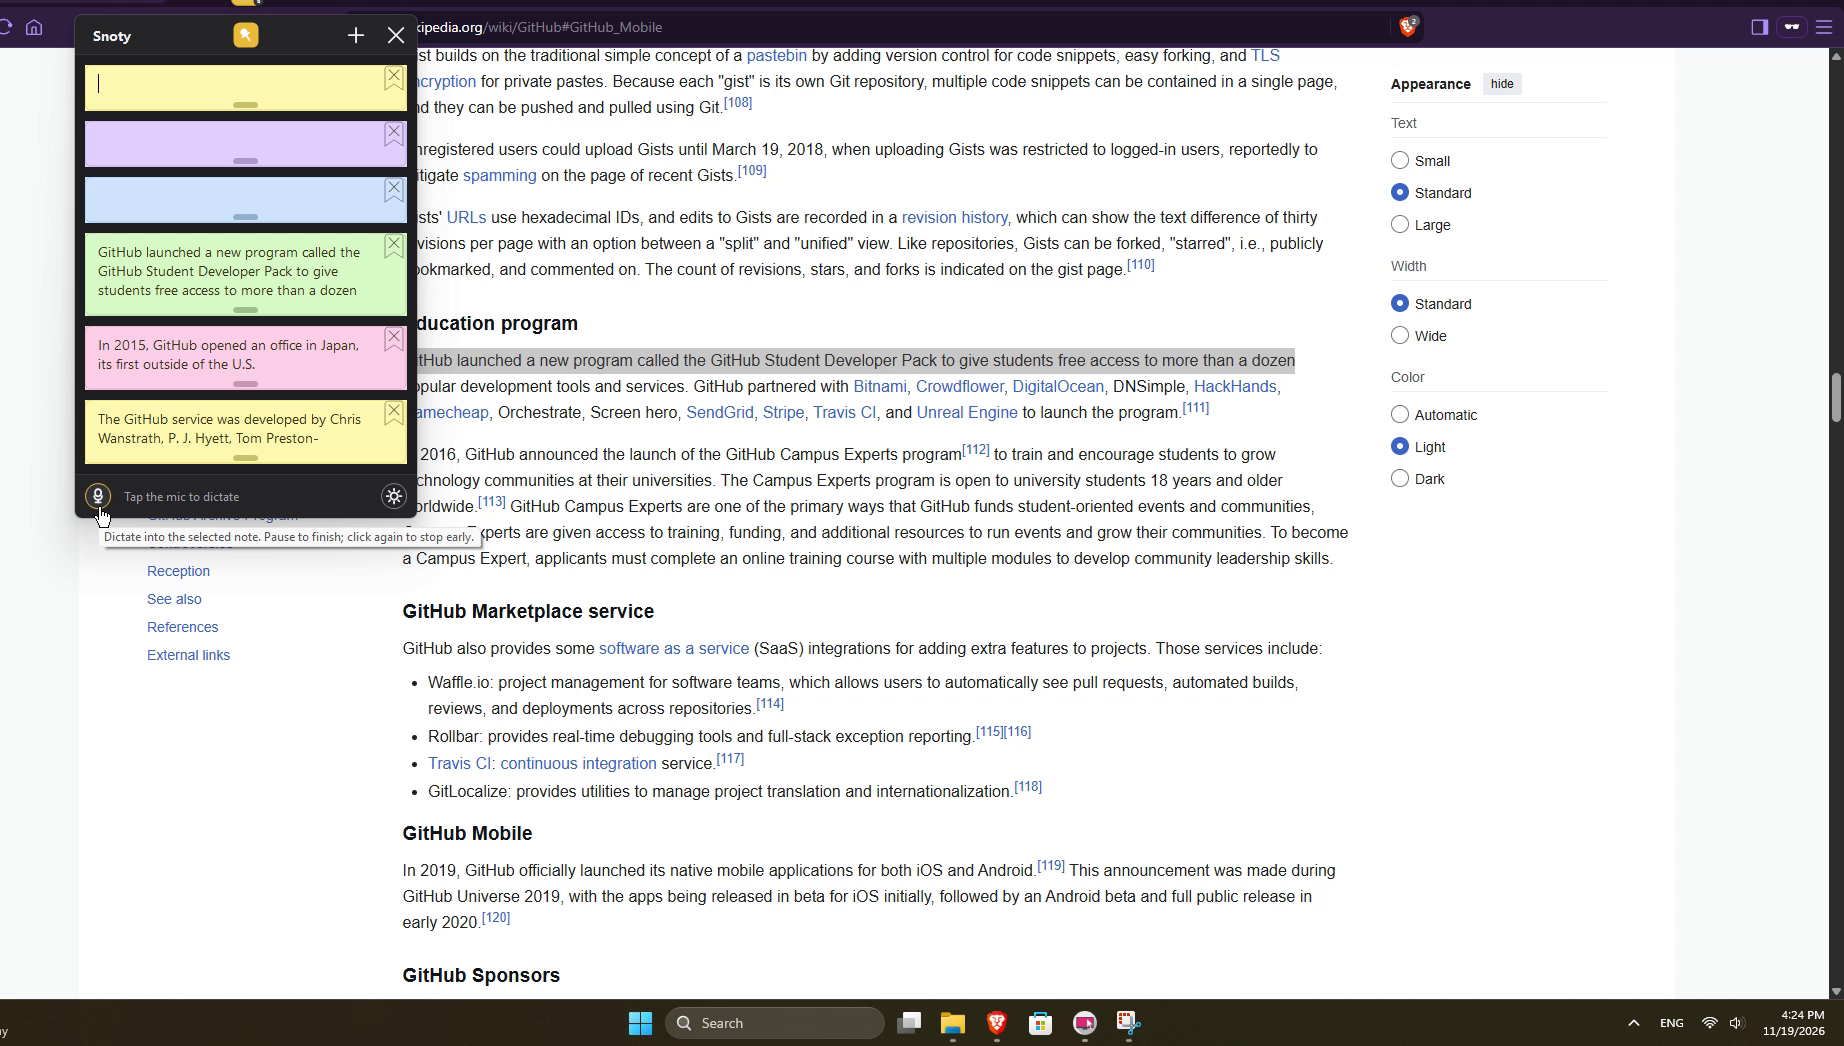 Snoty
kipedia.org/wiki/GitHub#GitHub_Mobile
2
GitHub launched a new program called the
GitHub Student Developer Pack to give
students free access to more than a dozen
In 2015, GitHub opened an office in Japan,
its first outside of the U.S.
The GitHub service was developed by Chris
Wanstrath, P. J. Hyett, Tom Preston-
Tap the mic to dictate
Dictate into the selected note. Pause to finish; click again to stop early.
Reception
See also
References
External links
st builds on the traditional simple concept of a pastebin by adding version control for code snippets, easy forking, and TLS
ncryption for private pastes. Because each "gist" is its own Git repository, multiple code snippets can be contained in a single page,
nd they can be pushed and pulled using Git.[108]
nregistered users could upload Gists until March 19, 2018, when uploading Gists was restricted to logged-in users, reportedly to
itigate spamming on the page of recent Gists.[109]
ists' URLs use hexadecimal IDs, and edits to Gists are recorded in a revision history, which can show the text difference of thirty
visions per page with an option between a "split" and "unified" view. Like repositories, Gists can be forked, "starred", i.e., publicly
ookmarked, and commented on. The count of revisions, stars, and forks is indicated on the gist page.[110]
ducation program
itHub launched a new program called the GitHub Student Developer Pack to give students free access to more than a dozen
opular development tools and services. GitHub partnered with Bitnami, Crowdflower, DigitalOcean, DNSimple, HackHands,
amecheap, Orchestrate, Screen hero, SendGrid, Stripe, Travis CI, and Unreal Engine to launch the program.[111]
2016, GitHub announced the launch of the GitHub Campus Experts program[112] to train and encourage students to grow
chnology communities at their universities. The Campus Experts program is open to university students 18 years and older
orldwide.[113] GitHub Campus Experts are one of the primary ways that GitHub funds student-oriented events and communities,
xperts are given access to training, funding, and additional resources to run events and grow their communities. To become
a Campus Expert, applicants must complete an online training course with multiple modules to develop community leadership skills.
GitHub Marketplace service
GitHub also provides some software as a service (SaaS) integrations for adding extra features to projects. Those services include:
• Waffle.io: project management for software teams, which allows users to automatically see pull requests, automated builds,
reviews, and deployments across repositories.[114]
• Rollbar: provides real-time debugging tools and full-stack exception reporting.[115][116]
• Travis CI: continuous integration service.[117]
• GitLocalize: provides utilities to manage project translation and internationalization.[118]
GitHub Mobile
In 2019, GitHub officially launched its native mobile applications for both iOS and Android.[119] This announcement was made during
GitHub Universe 2019, with the apps being released in beta for iOS initially, followed by an Android beta and full public release in
early 2020.[120]
GitHub Sponsors
Appearance hide
Text
Small
Standard
Large
Width
Standard
Wide
Color
Automatic
Light
Dark
Search
ENG
4:24 PM
11/19/2026